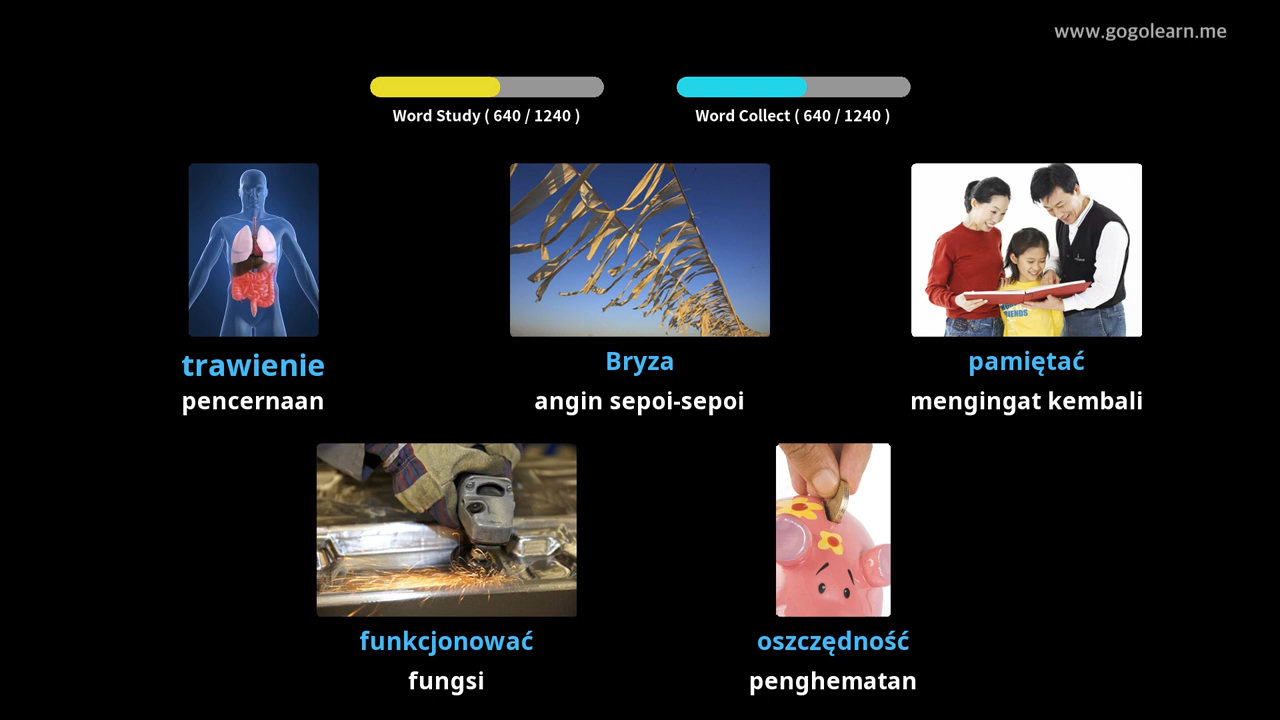 www.gogolearn.me
Word Study ( 640 / 1240 )
Word Collect ( 640 / 1240 )
trawienie
pencernaan
Bryza
angin sepoi-sepoi
pamiętać
mengingat kembali
funkcjonować
fungsi
oszczędność
penghematan